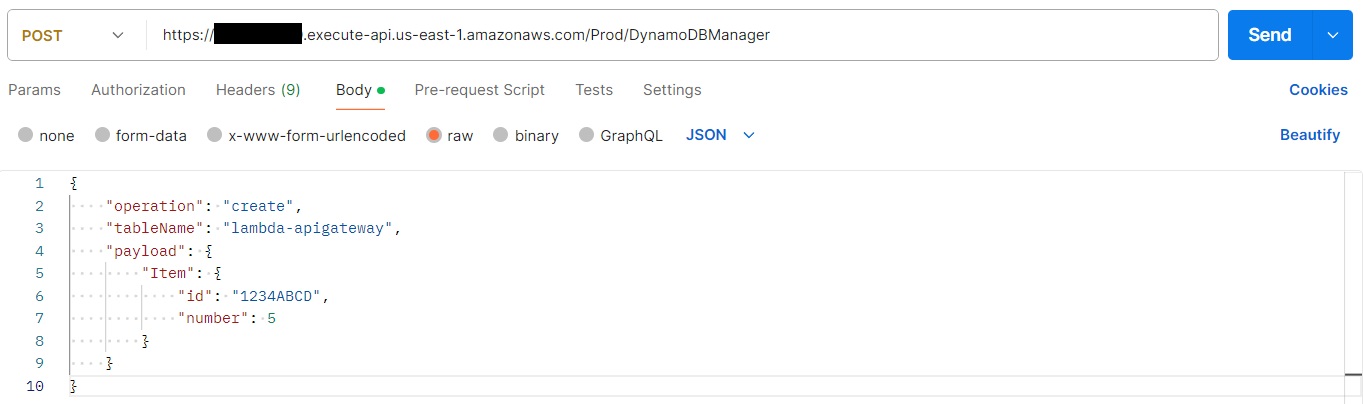 POST https://.execute-api.us-east-1.amazonaws.com/Prod/DynamoDBManager Send
Params Authorization Headers (9) Body Pre-request Script Tests Settings Cookies
none form-data x-www-form-urlencoded raw binary GraphQL JSON Beautify
1 {
2 "operation": "create",
3 "tableName": "lambda-apigateway",
4 "payload": {
5 "Item": {
6 "id": "1234ABCD",
7 "number": 5
8 }
9 }
10 }